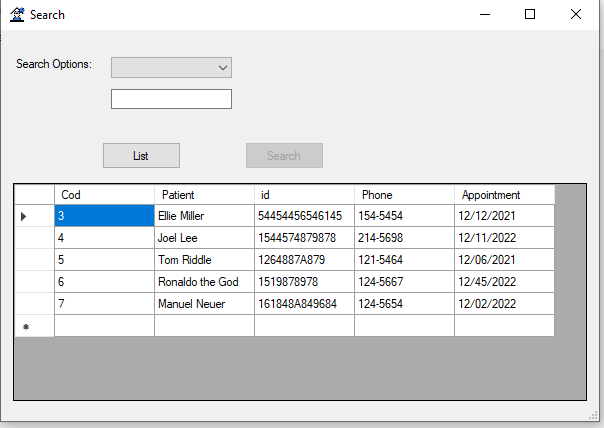 Search
Search Options:
List Search
Cod Patient id Phone Appointment
3 Ellie Miller 54454456546145 154-5454 12/12/2021
4 Joel Lee 1544574879878 214-5698 12/11/2022
5 Tom Riddle 1264887A879 121-5464 12/06/2021
6 Ronaldo the God 1519878978 124-5667 12/45/2022
7 Manuel Neuer 161848A849684 124-5654 12/02/2022